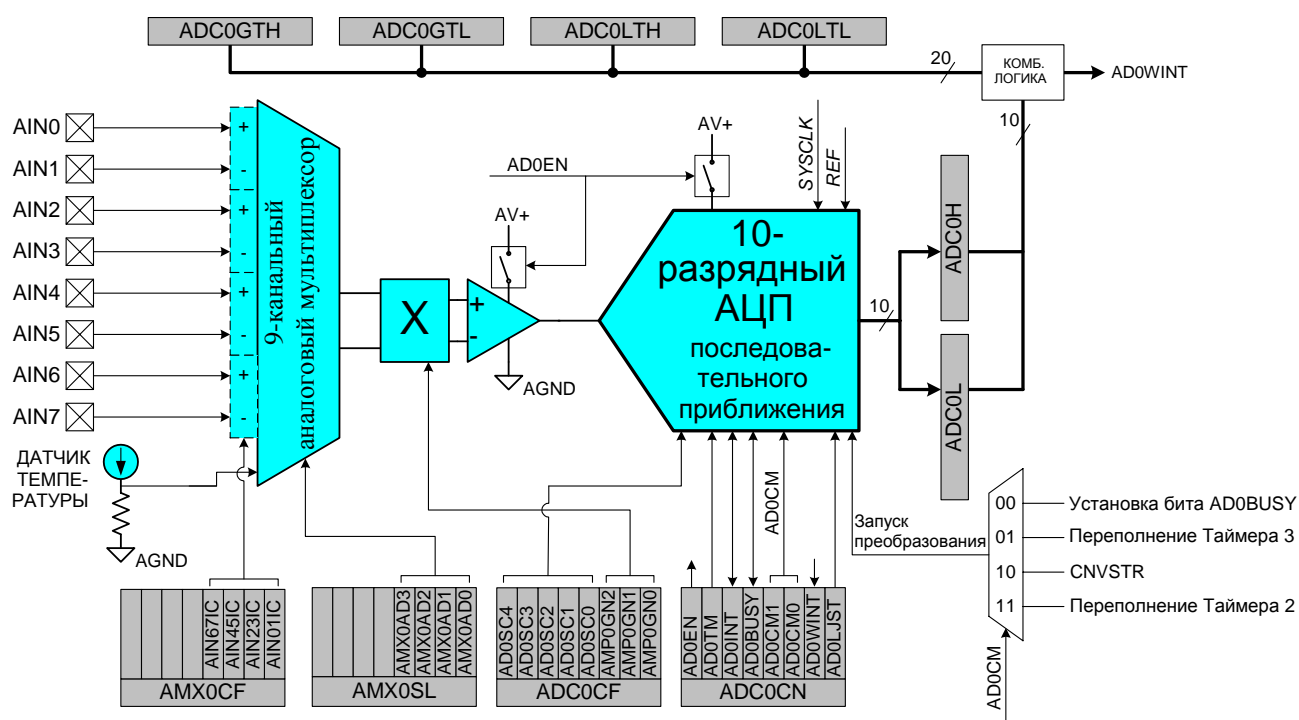 ADC0GTH
ADC0GTL
ADC0LTH
ADC0LTL
20
КОМБ.
ЛОГИКА
AD0WINT
10
AIN0
AIN1
AIN2
AIN3
AIN4
AIN5
AIN6
AIN7
+
-
+
-
+
-
+
-
9-канальный
аналоговый мультиплексор
X
+
-
AV+
AGND
AD0EN
AV+
SYSCLK
REF
10-
разрядный
АЦП
последова-
тельного
приближения
10
ADC0H
ADC0L
ДАТЧИК
ТЕМПЕ-
РАТУРЫ
AGND
AD0CM
Запуск
преобразования
00
Установка бита AD0BUSY
01
Переполнение Таймера 3
10
CNVSTR
11
Переполнение Таймера 2
AD0CM
AIN67IC
AIN45IC
AIN23IC
AIN01IC
AMX0CF
AMX0AD3
AMX0AD2
AMX0AD1
AMX0AD0
AMX0SL
AD0SC4
AD0SC3
AD0SC2
AD0SC1
AD0SC0
AMP0GN2
AMP0GN1
AMP0GN0
ADC0CF
AD0EN
AD0TM
AD0INT
AD0BUSY
AD0CM1
AD0CM0
AD0WINT
AD0LJST
ADC0CN